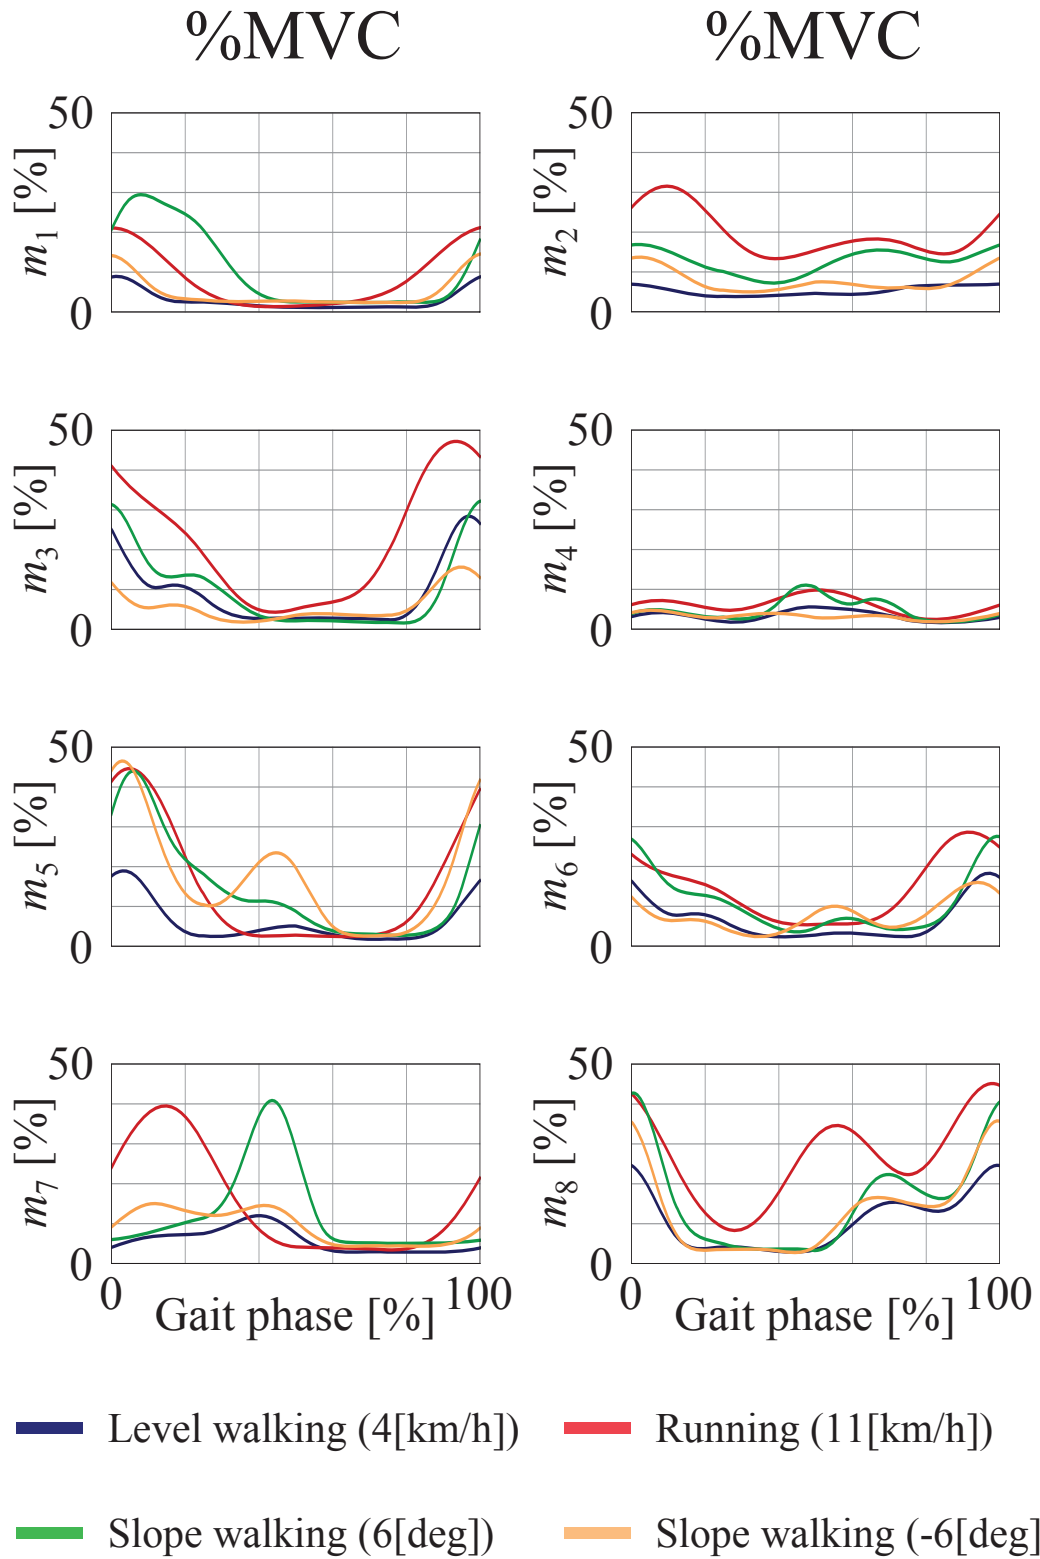 %MVC %MVC
50
m1 [%]
0
50
m2 [%]
0
50
m3 [%]
0
50
m4 [%]
0
50
m5 [%]
0
50
m6 [%]
0
50
m7 [%]
0
0 Gait phase [%] 100
50
m8 [%]
0
0 Gait phase [%] 100
Level walking (4[km/h])
Running (11[km/h])
Slope walking (6[deg])
Slope walking (-6[deg]